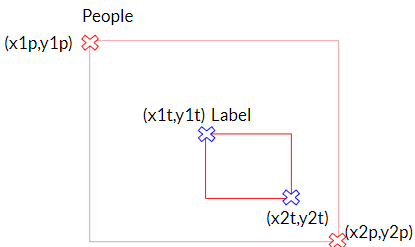 People
(x1p,y1p)
(x1t,y1t) Label
(x2t,y2t)
(x2p,y2p)